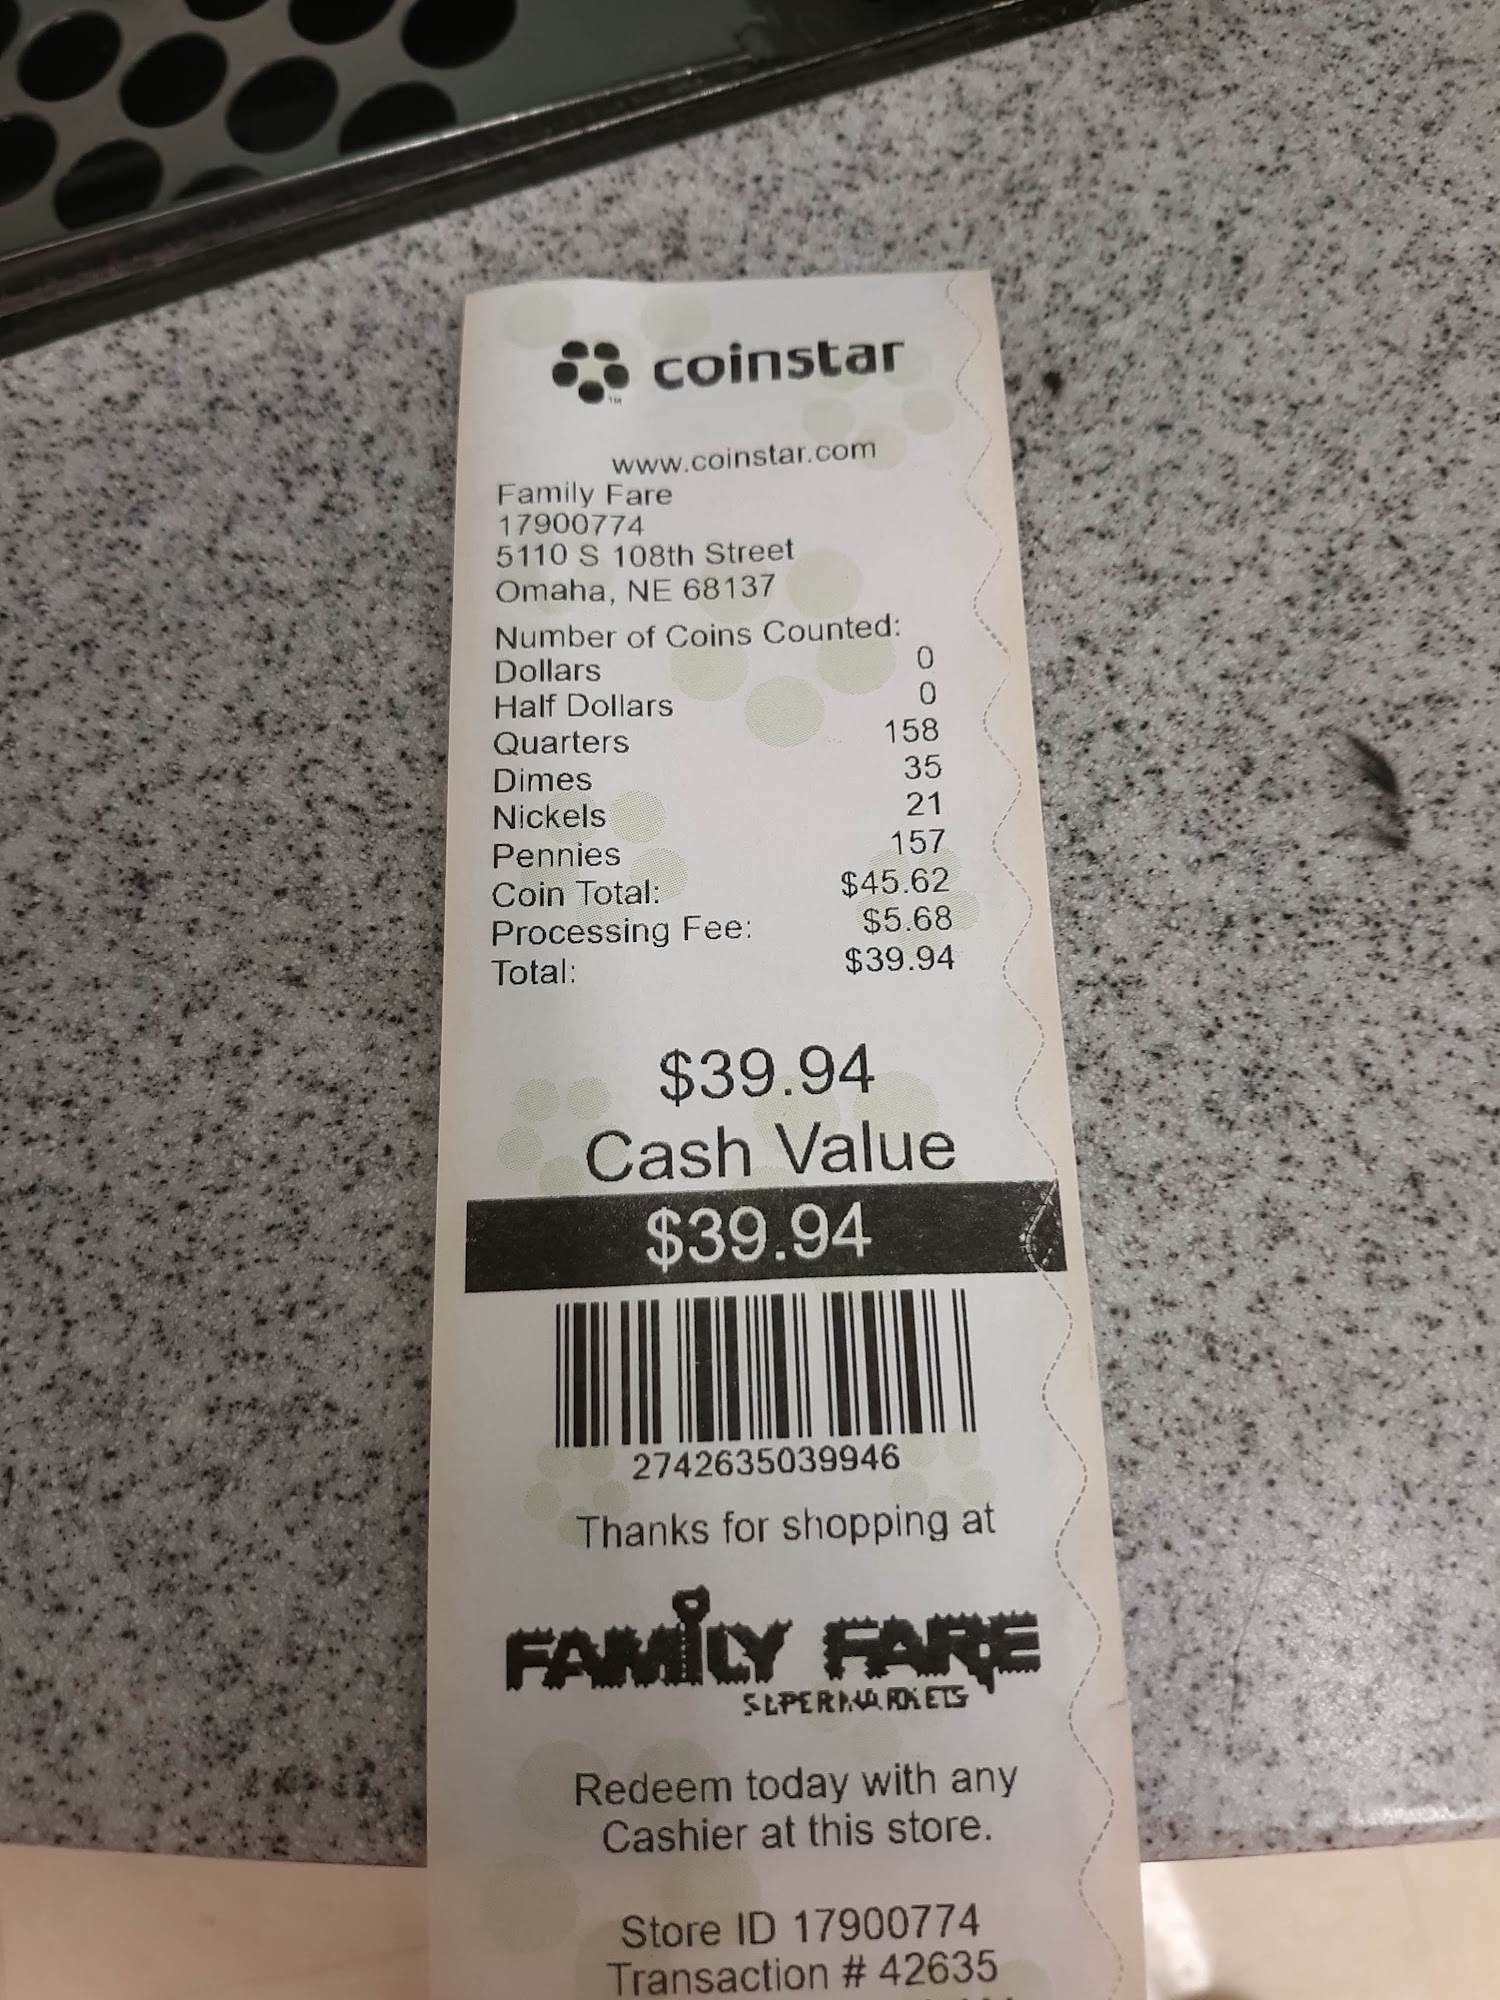 coinstar
TM
www.coinstar.com
Family Fare
17900774
5110 S 108th Street
Omaha, NE 68137
Number of Coins Counted:
Dollars 0
Half Dollars 0
Quarters 158
Dimes 35
Nickels 21
Pennies 157
Coin Total: $45.62
Processing Fee: $5.68
Total: $39.94
$39.94
Cash Value
$39.94
2742635039946
Thanks for shopping at
FAMILY FARE
SUPERMARKETS
Redeem today with any
Cashier at this store.
Store ID 17900774
Transaction # 42635